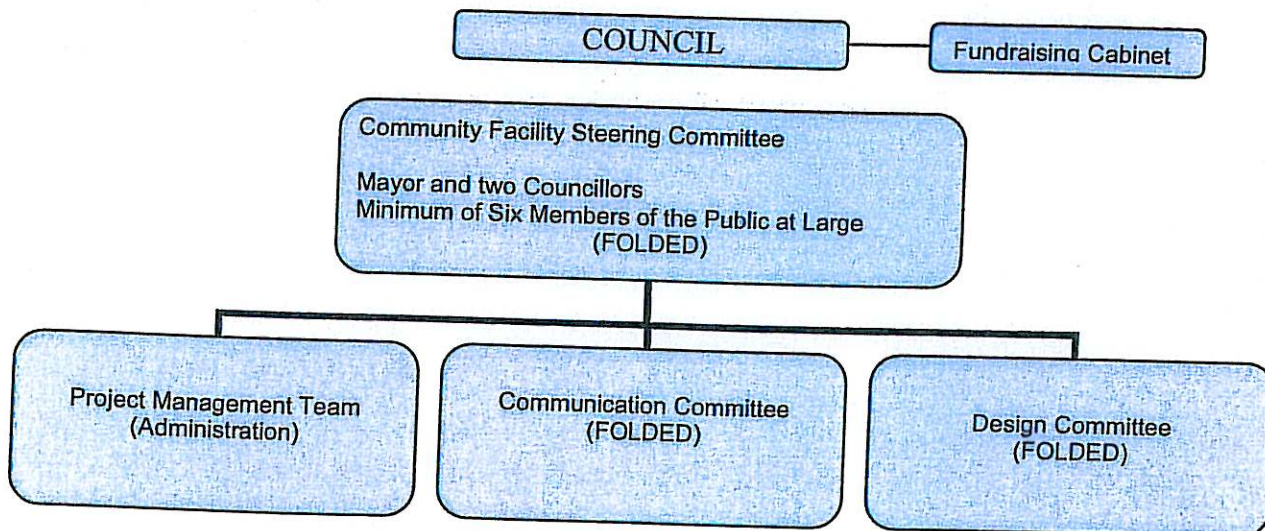 COUNCIL
Fundraising Cabinet
Community Facility Steering Committee
Mayor and two Councillors
Minimum of Six Members of the Public at Large
(FOLDED)
Project Management Team
(Administration)
Communication Committee
(FOLDED)
Design Committee
(FOLDED)